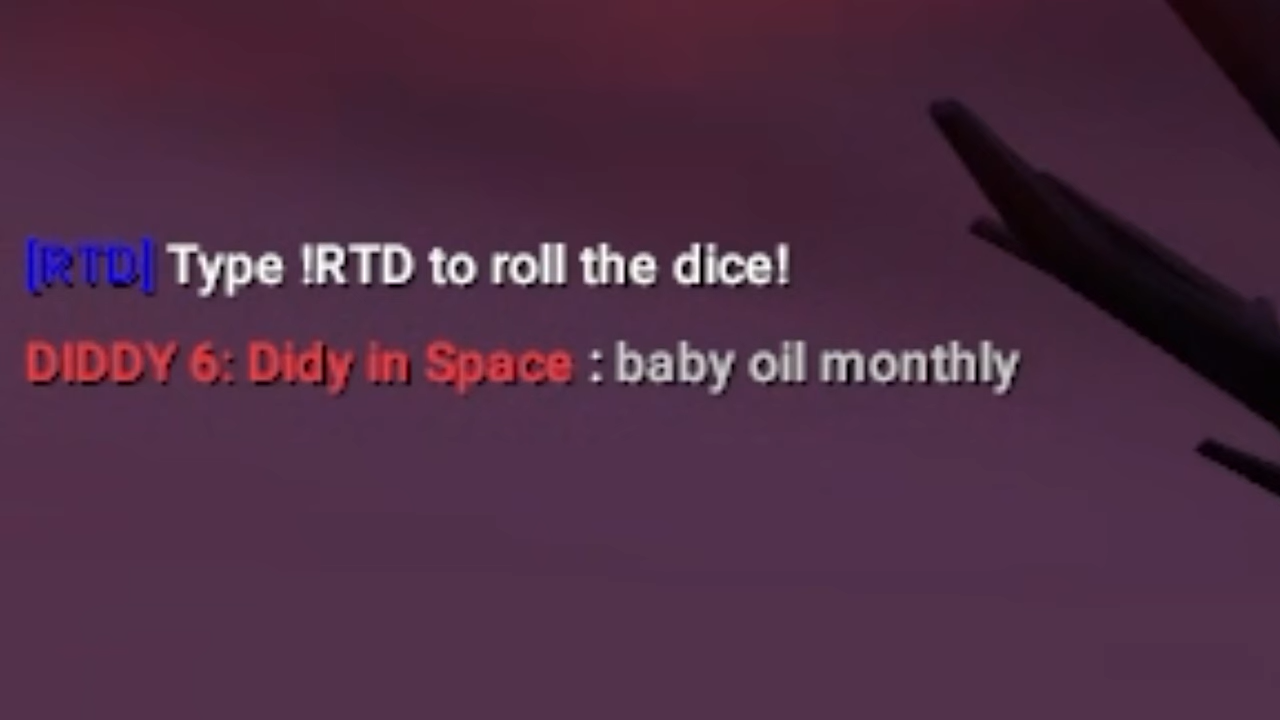 [RTD] Type !RTD to roll the dice!
DIDDY 6: Didy in Space : baby oil monthly